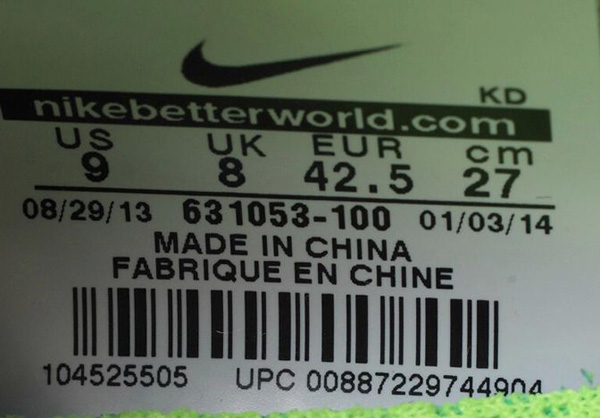 KD
nikebetterworld.com
US UK EUR cm
9 8 42.5 27
08/29/13 631053-100 01/03/14
MADE IN CHINA
FABRIQUE EN CHINE
104525505 UPC 00887229744904